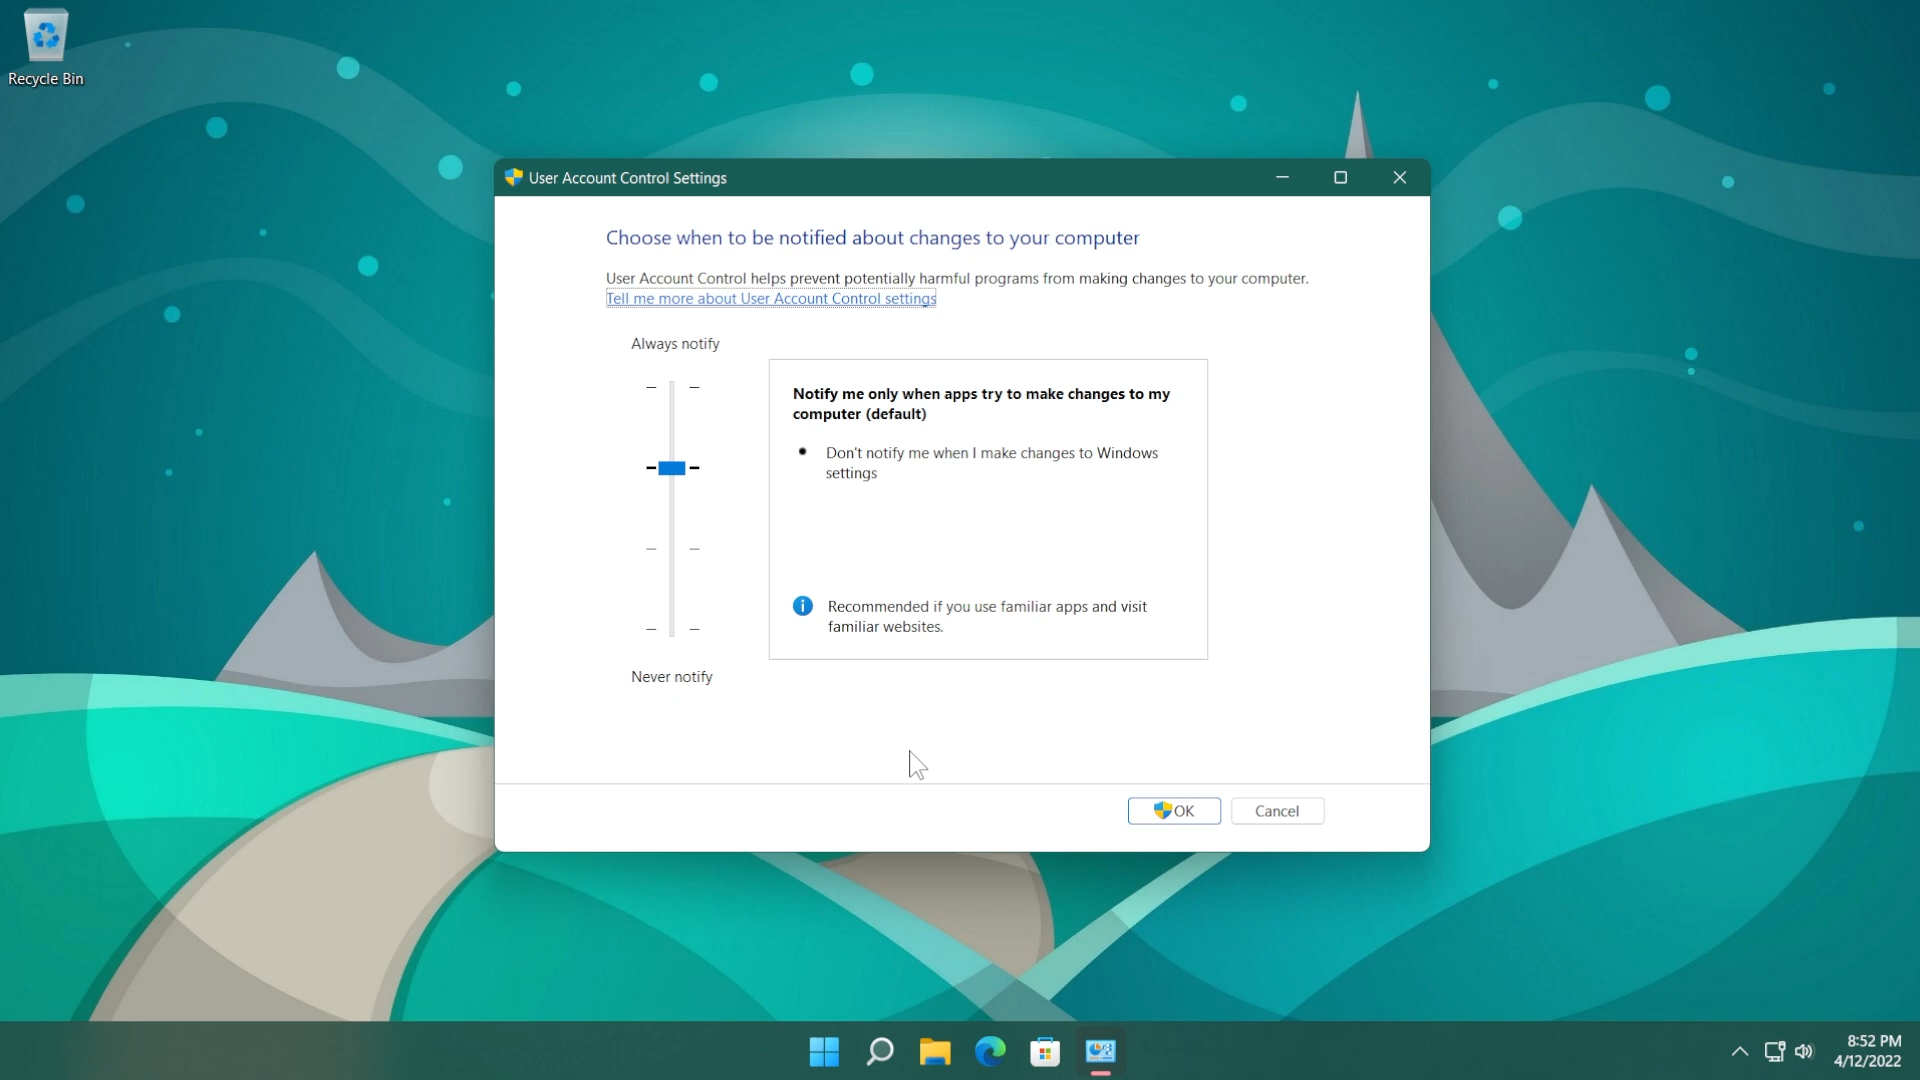 Recycle Bin
User Account Control Settings
Choose when to be notified about changes to your computer
User Account Control helps prevent potentially harmful programs from making changes to your computer.
Tell me more about User Account Control settings
Always notify
Notify me only when apps try to make changes to my
computer (default)
Don't notify me when I make changes to Windows
settings
Recommended if you use familiar apps and visit
familiar websites.
Never notify
OK
Cancel
8:52 PM
4/12/2022